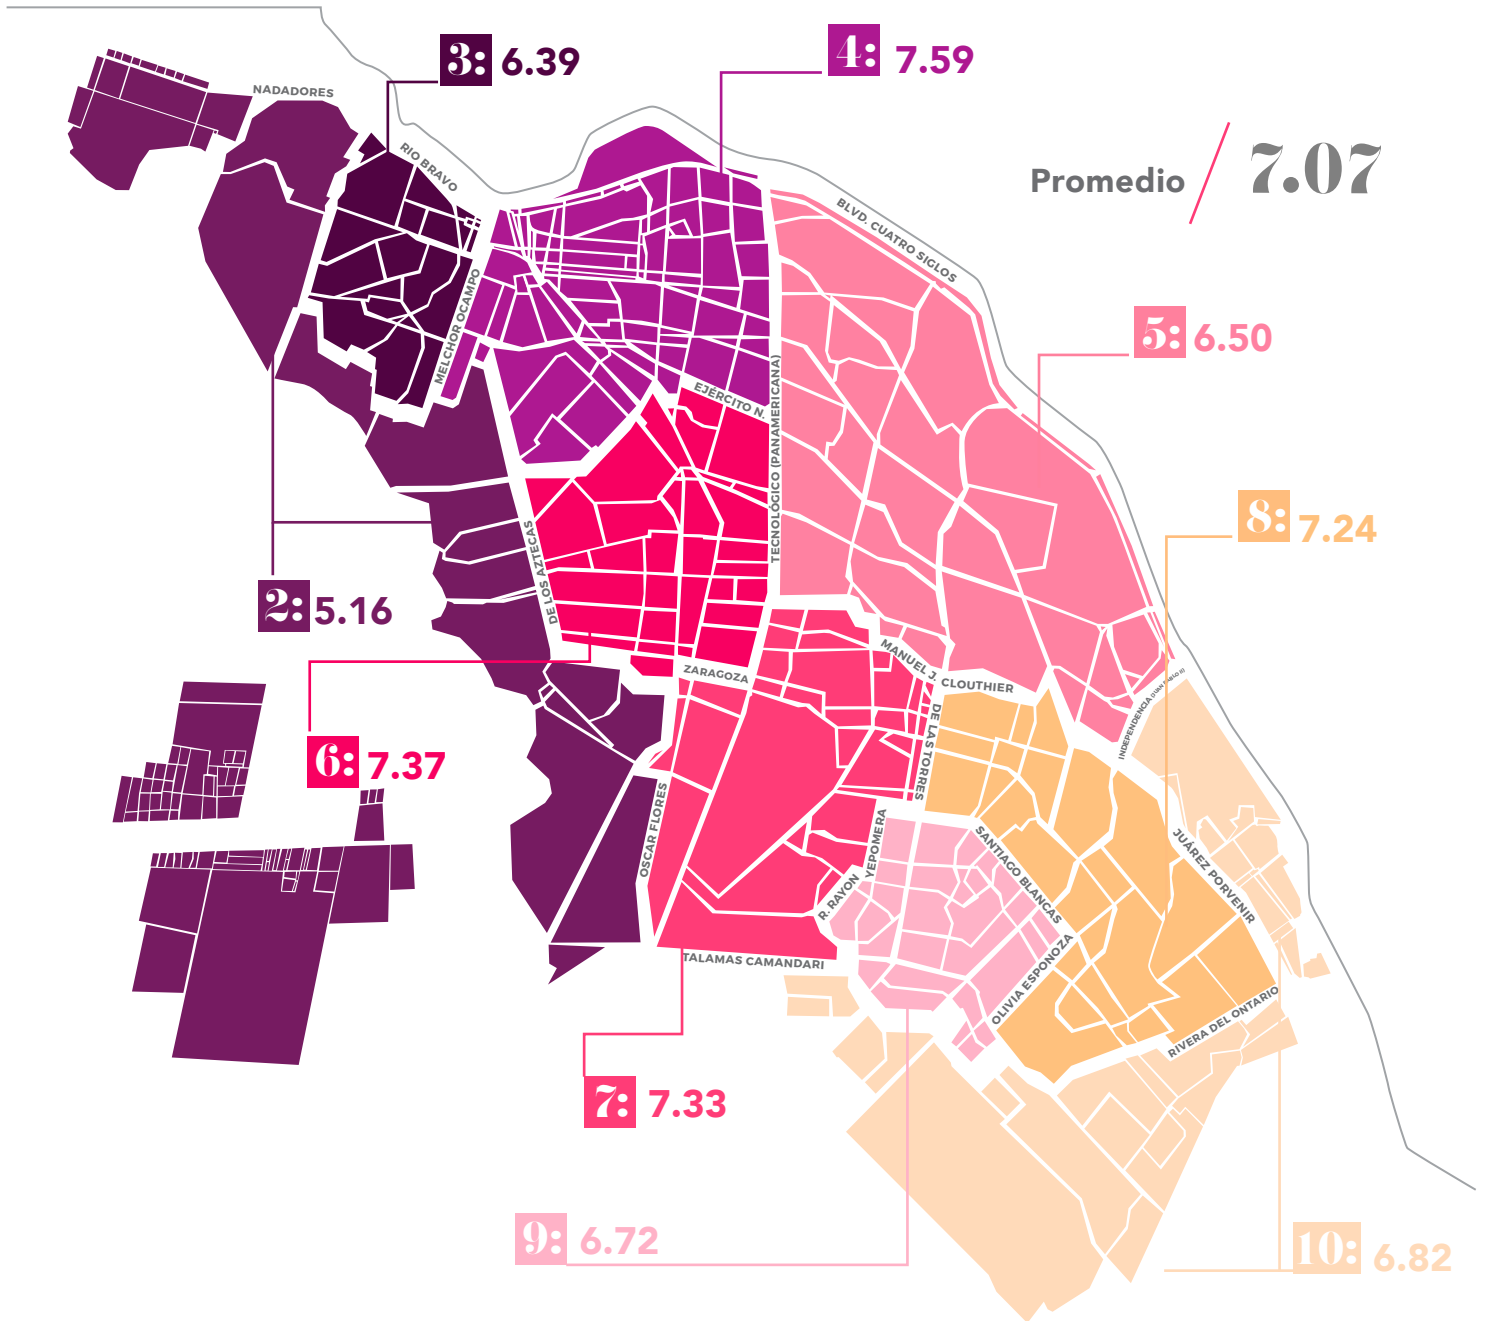 3: 6.39
4: 7.59
NADADORES
RIO BRAVO
Promedio / 7.07
BLVD. CUATRO SIGLOS
MELCHOR OCAMPO
5: 6.50
EJÉRCITO N.
TECNOLÓGICO (PANAMERICANA)
8: 7.24
DE LOS AZTECAS
2: 5.16
ZARAGOZA
MANUEL J. CLOUTHIER
INDEPENDENCIA
DE LAS TORRES
6: 7.37
OSCAR FLORES
YEPOMERA
SANTIAGO BLANCAS
JUÁREZ PORVENIR
R. RAYON
TALAMAS CAMANDARI
OLIVIA ESPONOZA
RIVERA DEL ONTARIO
7: 7.33
9: 6.72
10: 6.82